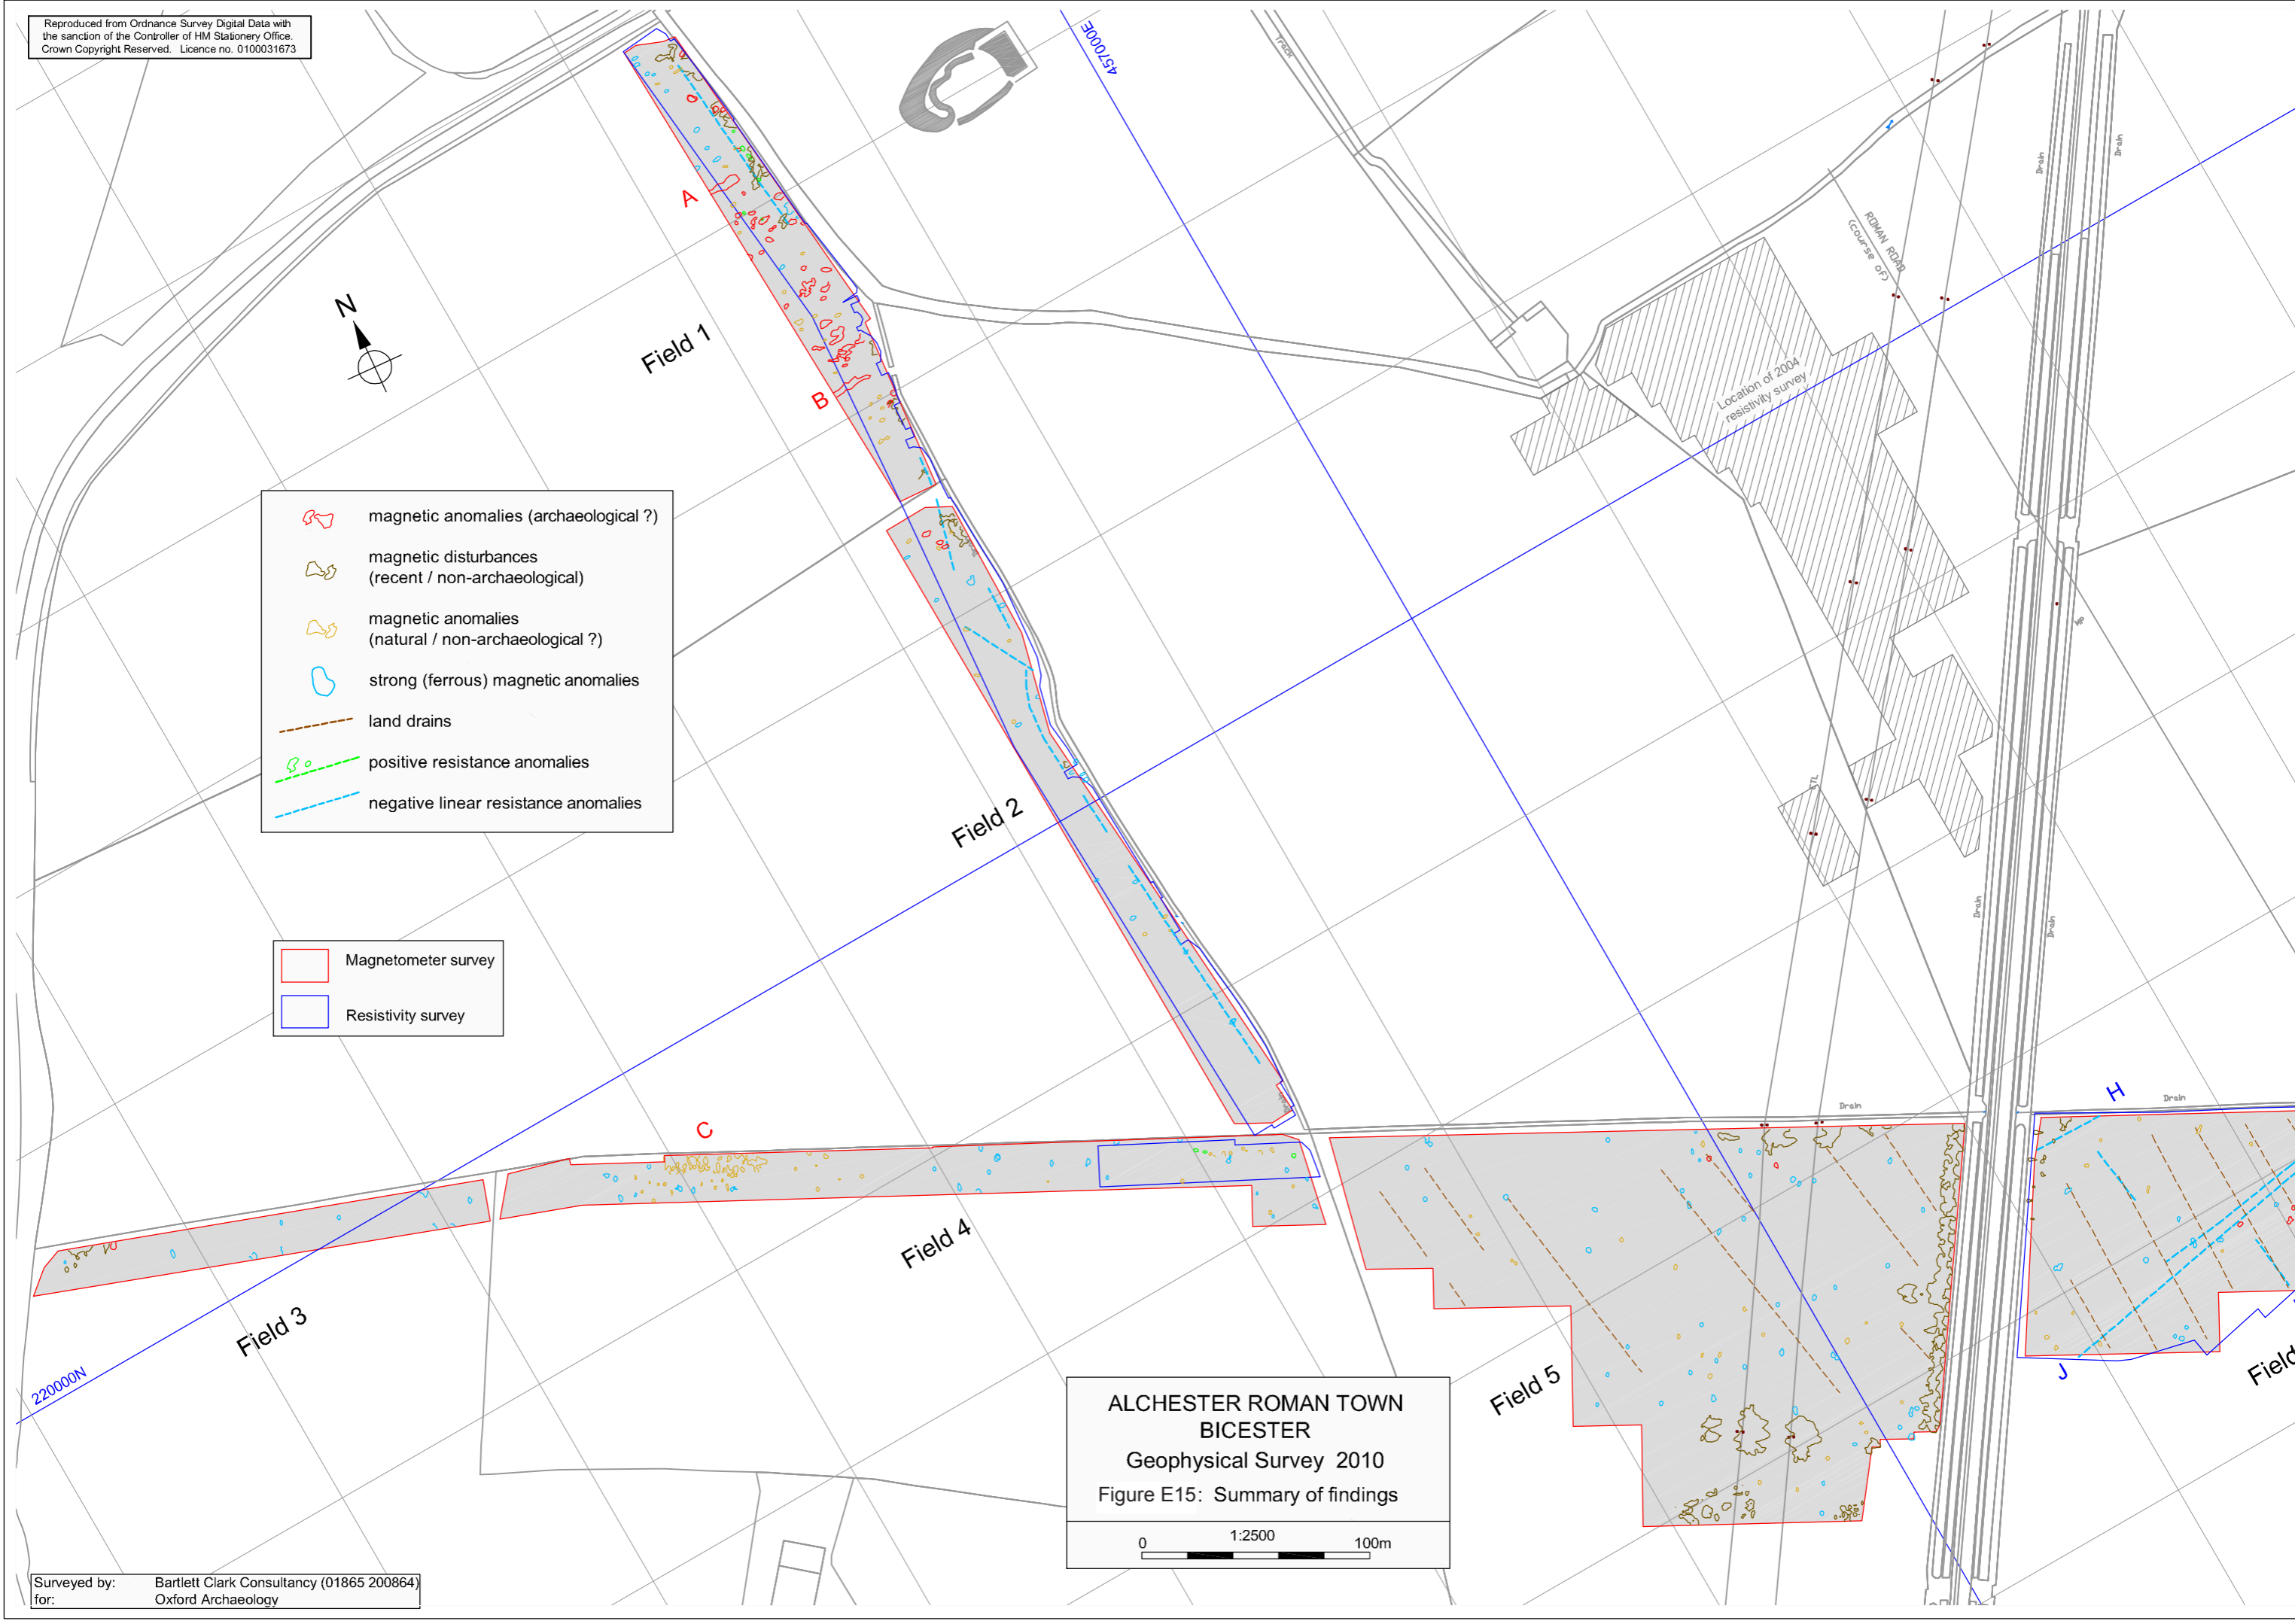 Reproduced from Ordnance Survey Digital Data with
the sanction of the Controller of HM Stationery Office.
Crown Copyright Reserved. Licence no. 0100031673
457000E
Track
Drain
Drain
ROMAN ROAD
(course of)
A
N
Field 1
B
Location of 2004
resistivity survey
magnetic anomalies (archaeological ?)
magnetic disturbances
(recent / non-archaeological)
magnetic anomalies
(natural / non-archaeological ?)
strong (ferrous) magnetic anomalies
land drains
positive resistance anomalies
negative linear resistance anomalies
Field 2
ETL
Drain
Drain
Magnetometer survey
Resistivity survey
Drain
C
Drain
H
Drain
Field 4
Field 3
220000N
Field 5
J
Field
ALCHESTER ROMAN TOWN
BICESTER
Geophysical Survey 2010
Figure E15: Summary of findings
1:2500
0 100m
Surveyed by: Bartlett Clark Consultancy (01865 200864)
for: Oxford Archaeology